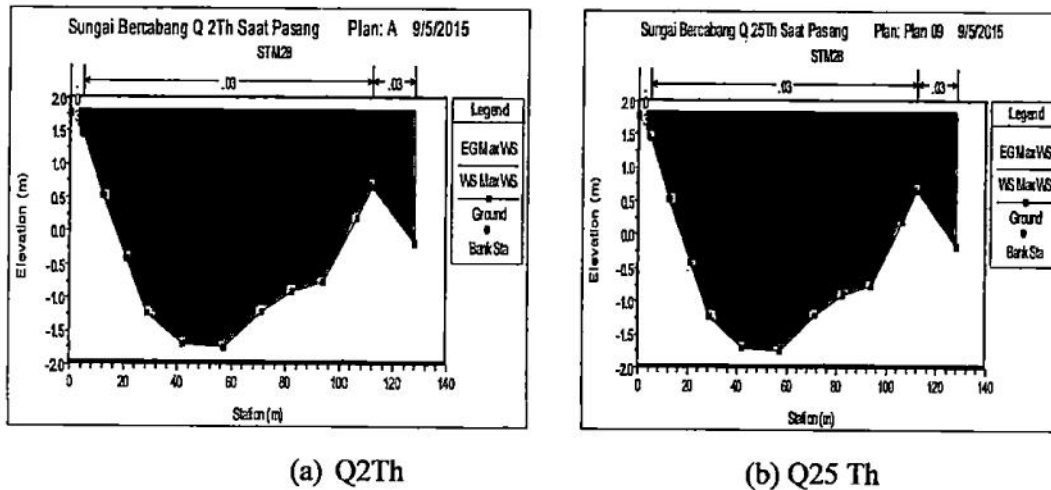 Sungai Bercabang Q 2Th Saat Pasang Plan: A 9/5/2015
STM28
.03 .03
2.0
1.5
1.0
0.5
0.0
-0.5
-1.0
-1.5
-2.0
Elevation (m)
0 20 40 60 80 100 120 140
Station (m)
Legend
EG Max WS
WS Max WS
Ground
Bank Sta
(a) Q2Th
Sungai Bercabang Q 25Th Saat Pasang Plan: Plan 09 9/5/2015
STM28
.03 .03
2.0
1.5
1.0
0.5
0.0
-0.5
-1.0
-1.5
-2.0
Elevation (m)
0 20 40 60 80 100 120 140
Station (m)
Legend
EG Max WS
WS Max WS
Ground
Bank Sta
(b) Q25 Th